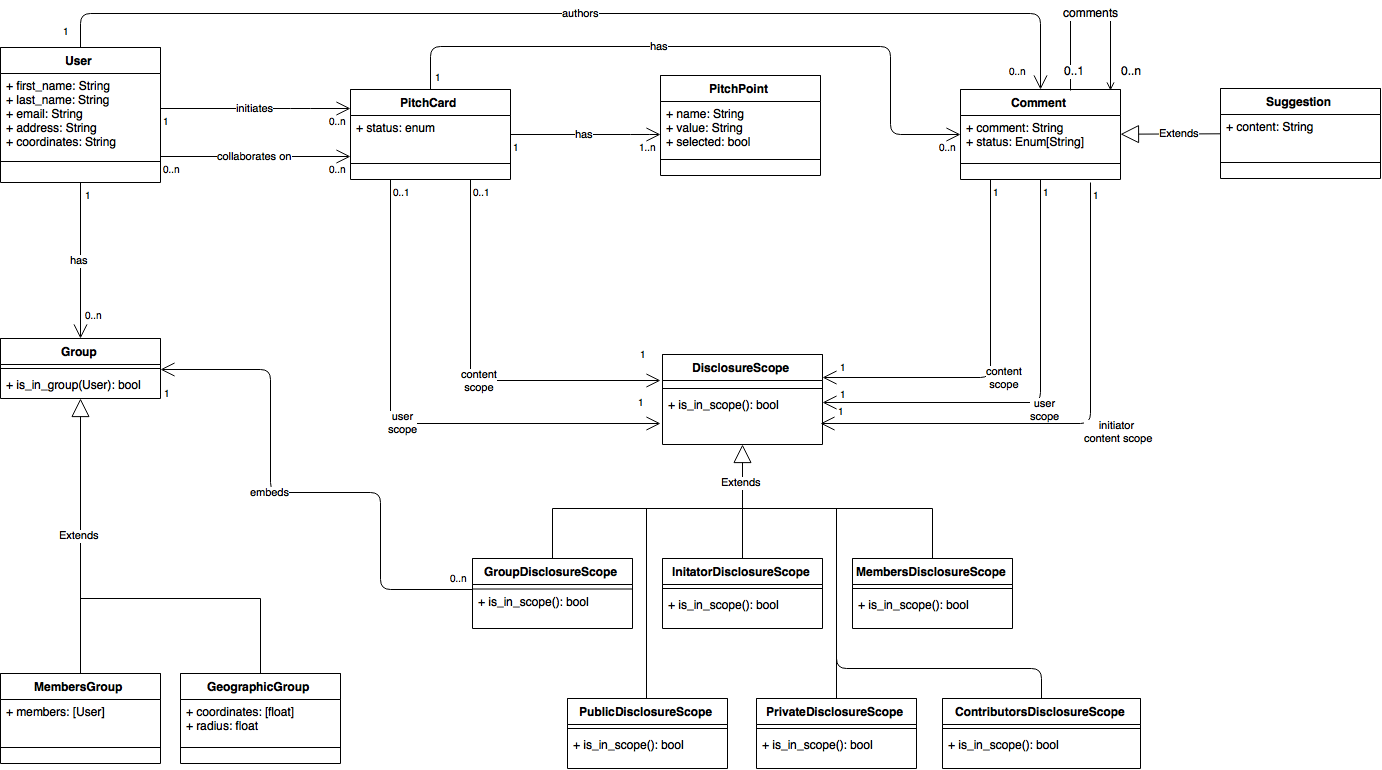 authors
comments
1
0..n
0..1
0..n
User
+ first_name: String
+ last_name: String
+ email: String
+ address: String
+ coordinates: String
initiates
1
0..n
collaborates on
0..n
0..n
has
1
0..n
PitchCard
+ status: enum
has
1
1..n
PitchPoint
+ name: String
+ value: String
+ selected: bool
Comment
+ comment: String
+ status: Enum[String]
Extends
Suggestion
+ content: String
1
has
0..n
0..1
0..1
1
1
1
Group
+ is_in_group(User): bool
1
content
scope
1
user
scope
1
DisclosureScope
+ is_in_scope(): bool
1
content
scope
1
user
scope
1
initiator
content scope
Extends
embeds
0..n
Extends
GroupDisclosureScope
+ is_in_scope(): bool
InitatorDisclosureScope
+ is_in_scope(): bool
MembersDisclosureScope
+ is_in_scope(): bool
MembersGroup
+ members: [User]
GeographicGroup
+ coordinates: [float]
+ radius: float
PublicDisclosureScope
+ is_in_scope(): bool
PrivateDisclosureScope
+ is_in_scope(): bool
ContributorsDisclosureScope
+ is_in_scope(): bool